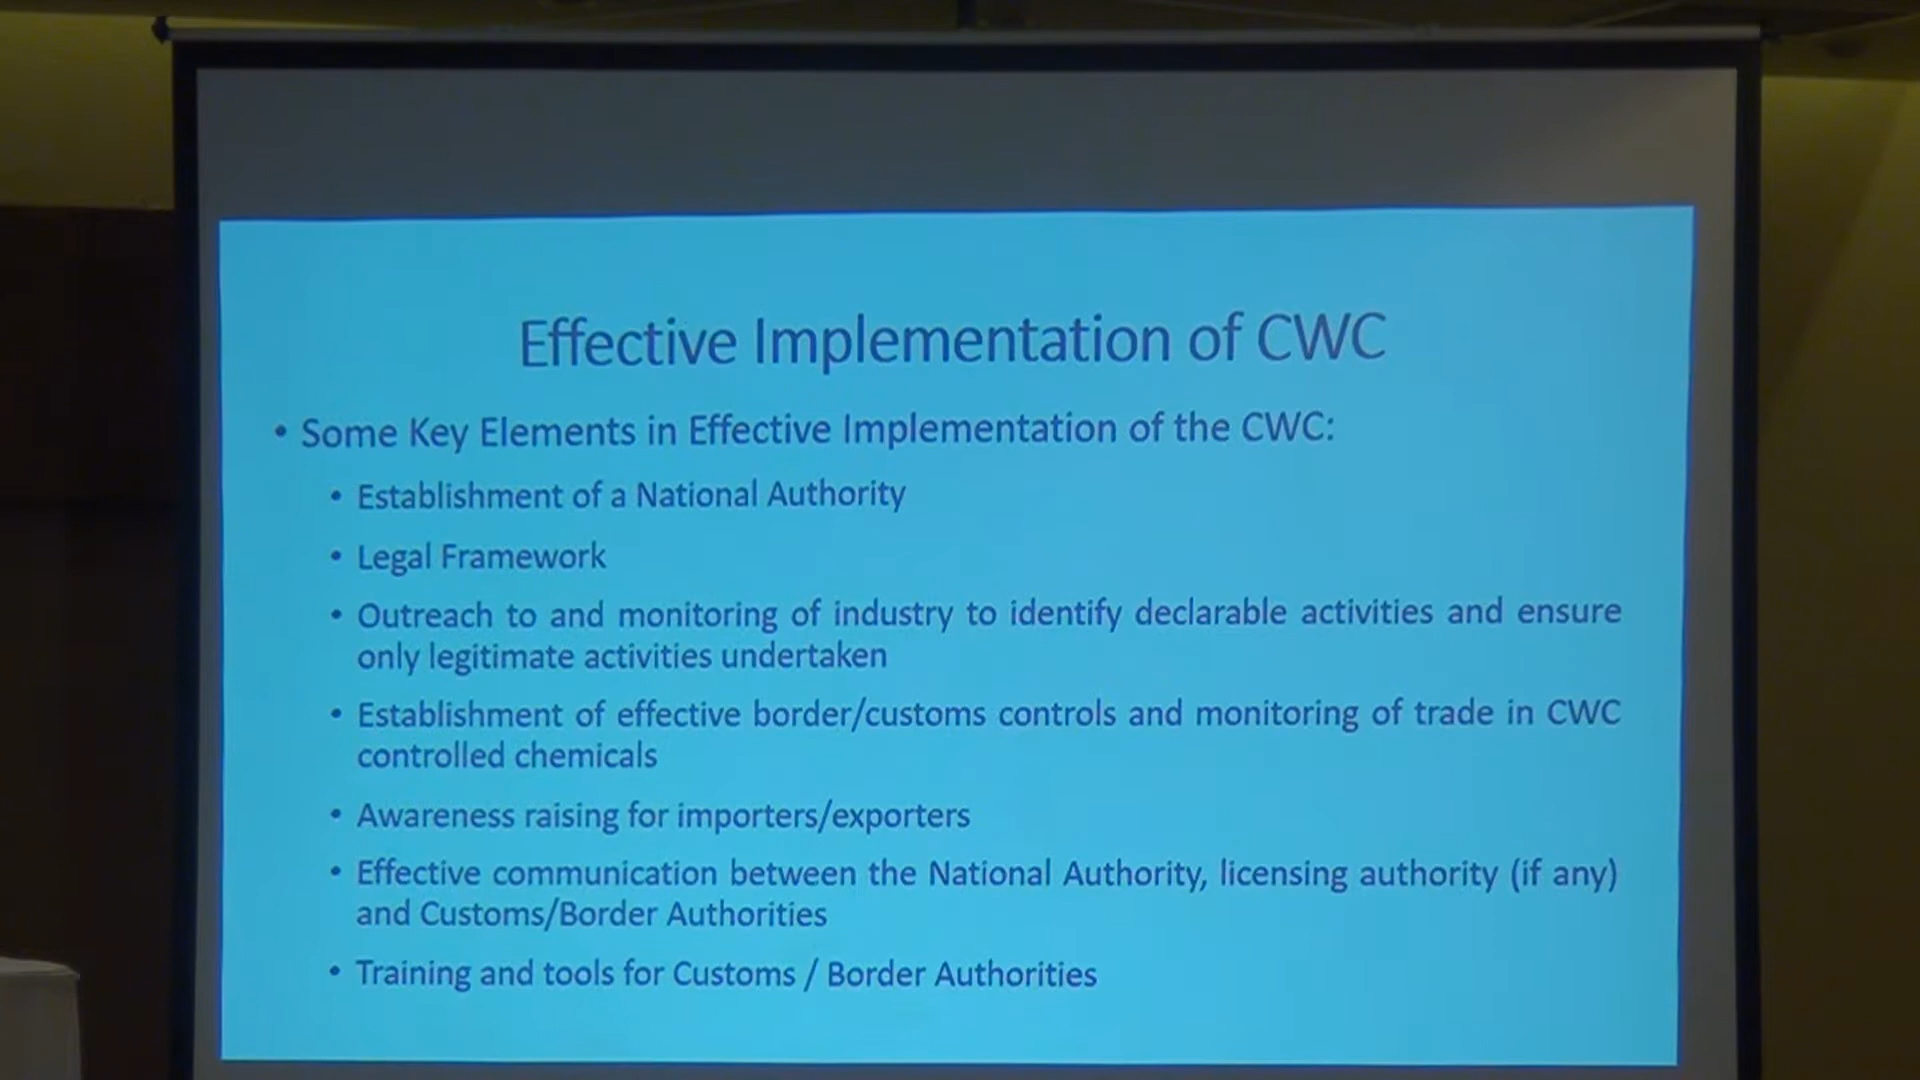 Effective Implementation of CWC
• Some Key Elements in Effective Implementation of the CWC:
• Establishment of a National Authority
• Legal Framework
• Outreach to and monitoring of industry to identify declarable activities and ensure
only legitimate activities undertaken
• Establishment of effective border/customs controls and monitoring of trade in CWC
controlled chemicals
• Awareness raising for importers/exporters
• Effective communication between the National Authority, licensing authority (if any)
and Customs/Border Authorities
• Training and tools for Customs / Border Authorities